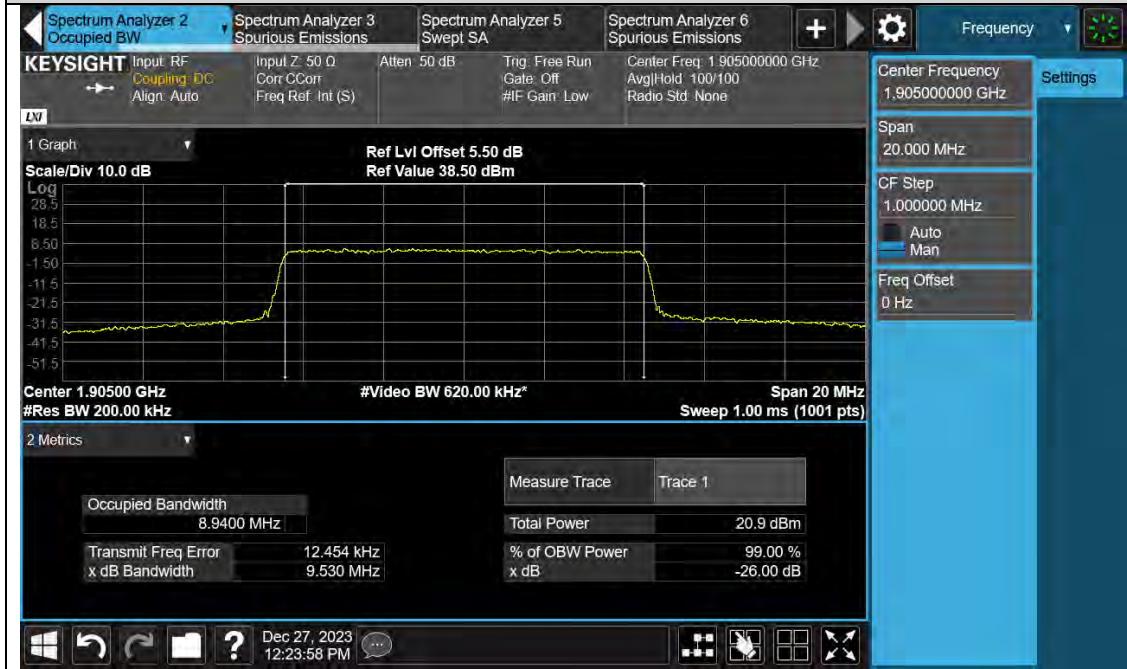 Spectrum Analyzer 2
Occupied BW
Spectrum Analyzer 3
Spurious Emissions
Spectrum Analyzer 5
Swept SA
Spectrum Analyzer 6
Spurious Emissions
+
Frequency
KEYSIGHT
Input: RF
Coupling: DC
Align: Auto
Input Z: 50 Ω
Corr CCorr
Freq Ref: Int (S)
Atten: 50 dB
Trig: Free Run
Gate: Off
#IF Gain: Low
Center Freq: 1.905000000 GHz
Avg|Hold: 100/100
Radio Std: None
LXI
Center Frequency
1.905000000 GHz
Settings
Span
20.000 MHz
CF Step
1.000000 MHz
Auto
Man
Freq Offset
0 Hz
1 Graph
Scale/Div 10.0 dB
Ref Lvl Offset 5.50 dB
Ref Value 38.50 dBm
Log
28.5
18.5
8.50
-1.50
-11.5
-21.5
-31.5
-41.5
-51.5
Center 1.90500 GHz
#Video BW 620.00 kHz*
Span 20 MHz
#Res BW 200.00 kHz
Sweep 1.00 ms (1001 pts)
2 Metrics
Measure Trace
Trace 1
Occupied Bandwidth
8.9400 MHz
Total Power
20.9 dBm
Transmit Freq Error
12.454 kHz
% of OBW Power
99.00 %
x dB Bandwidth
9.530 MHz
x dB
-26.00 dB
?
Dec 27, 2023
12:23:58 PM